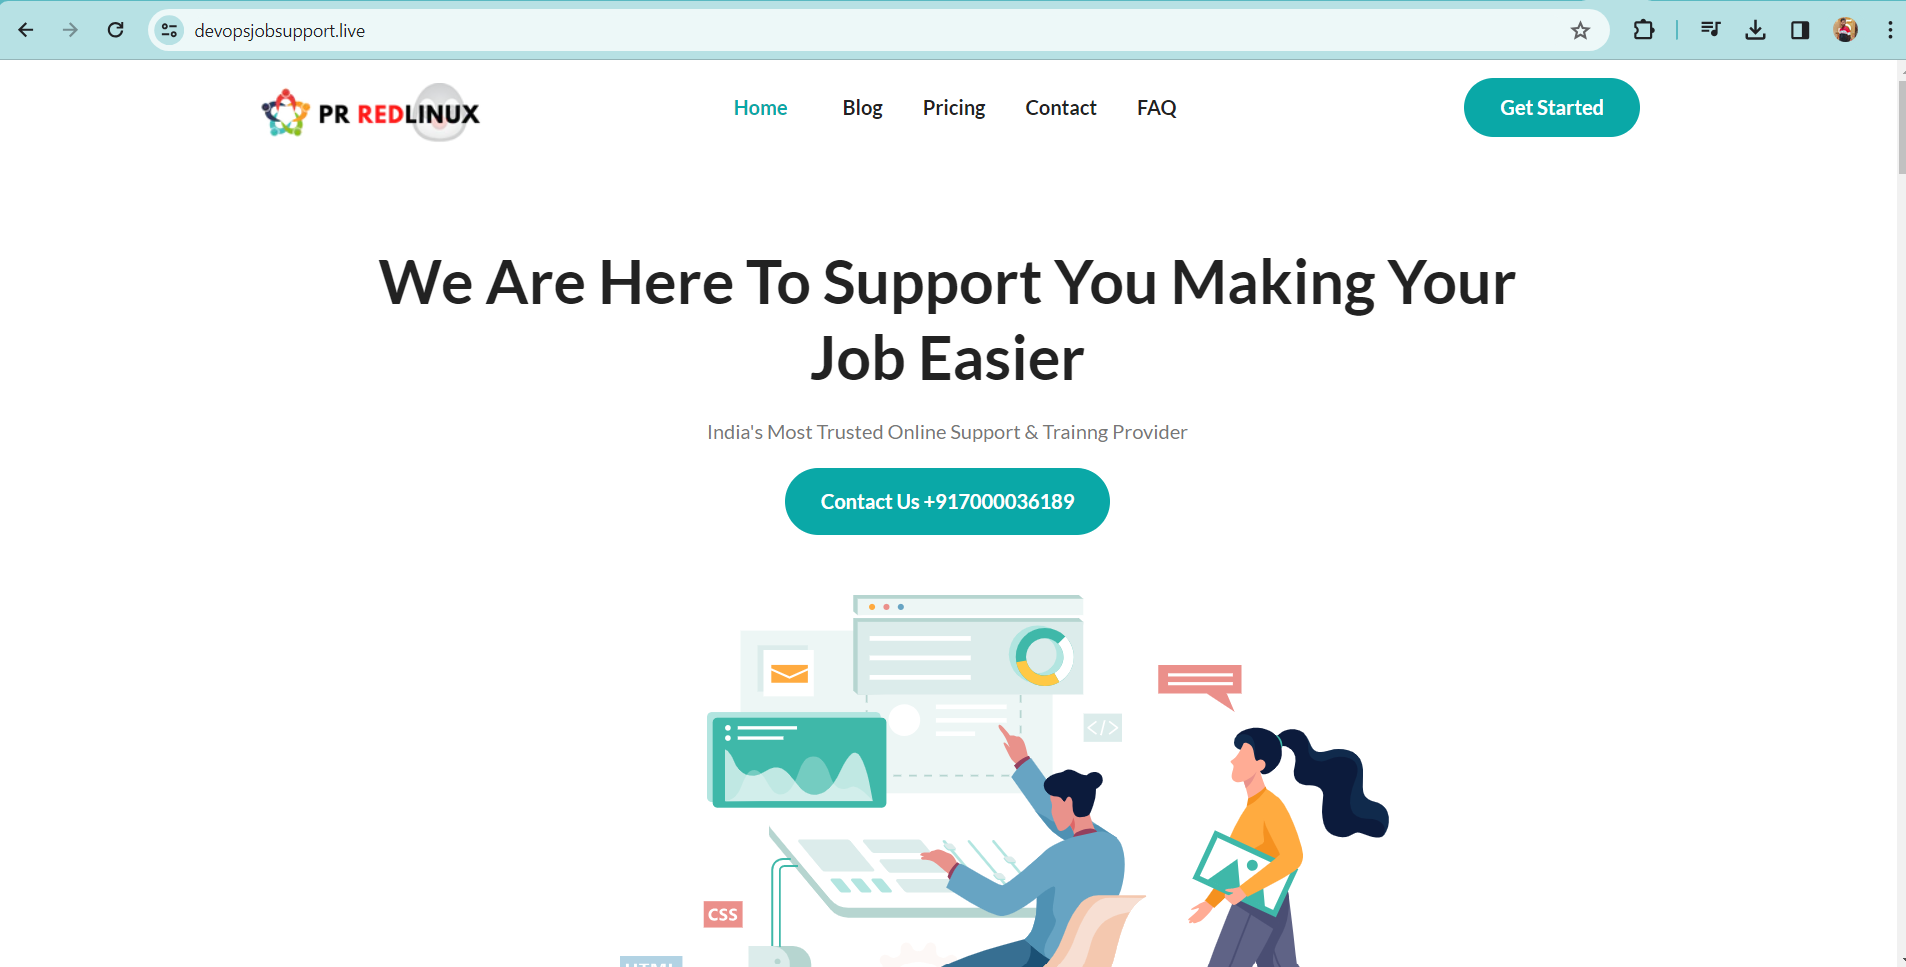 devopsjobsupport.live
PR REDLINUX
Home Blog Pricing Contact FAQ
Get Started
We Are Here To Support You Making Your
Job Easier
India's Most Trusted Online Support & Trainng Provider
Contact Us +917000036189
</>
CSS
HTML